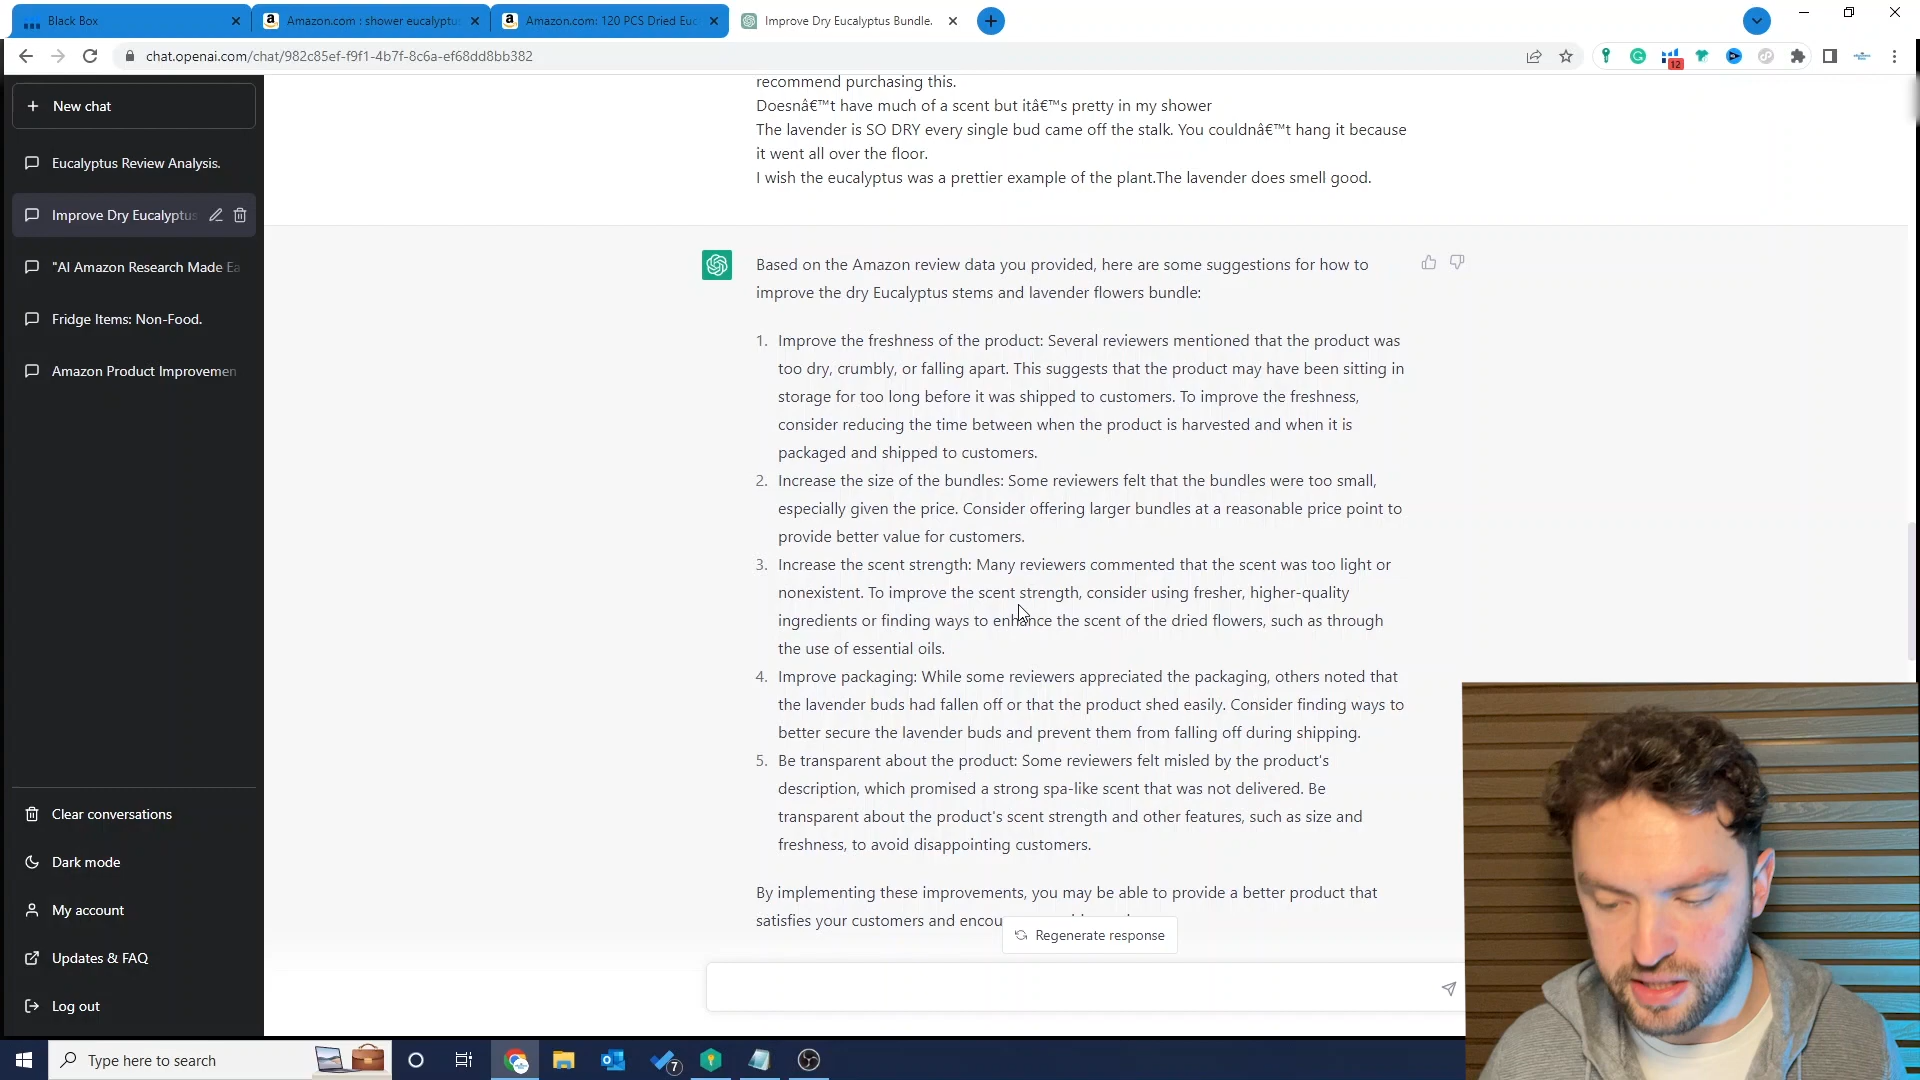 Black Box
Amazon.com : shower eucalyptus
Amazon.com: 120 PCS Dried Euc
Improve Dry Eucalyptus Bundle.
chat.openai.com/chat/982c85ef-f9f1-4b7f-8c6a-ef68dd8bb382
12
New chat
Eucalyptus Review Analysis.
Improve Dry Eucalyptus
"AI Amazon Research Made Ea
Fridge Items: Non-Food.
Amazon Product Improvemen
Clear conversations
Dark mode
My account
Updates & FAQ
Log out
recommend purchasing this.
Doesnâ€™t have much of a scent but itâ€™s pretty in my shower
The lavender is SO DRY every single bud came off the stalk. You couldnâ€™t hang it because
it went all over the floor.
I wish the eucalyptus was a prettier example of the plant.The lavender does smell good.
Based on the Amazon review data you provided, here are some suggestions for how to
improve the dry Eucalyptus stems and lavender flowers bundle:
1. Improve the freshness of the product: Several reviewers mentioned that the product was
too dry, crumbly, or falling apart. This suggests that the product may have been sitting in
storage for too long before it was shipped to customers. To improve the freshness,
consider reducing the time between when the product is harvested and when it is
packaged and shipped to customers.
2. Increase the size of the bundles: Some reviewers felt that the bundles were too small,
especially given the price. Consider offering larger bundles at a reasonable price point to
provide better value for customers.
3. Increase the scent strength: Many reviewers commented that the scent was too light or
nonexistent. To improve the scent strength, consider using fresher, higher-quality
ingredients or finding ways to enhance the scent of the dried flowers, such as through
the use of essential oils.
4. Improve packaging: While some reviewers appreciated the packaging, others noted that
the lavender buds had fallen off or that the product shed easily. Consider finding ways to
better secure the lavender buds and prevent them from falling off during shipping.
5. Be transparent about the product: Some reviewers felt misled by the product's
description, which promised a strong spa-like scent that was not delivered. Be
transparent about the product's scent strength and other features, such as size and
freshness, to avoid disappointing customers.
By implementing these improvements, you may be able to provide a better product that
satisfies your customers and
Regenerate response
Type here to search
7